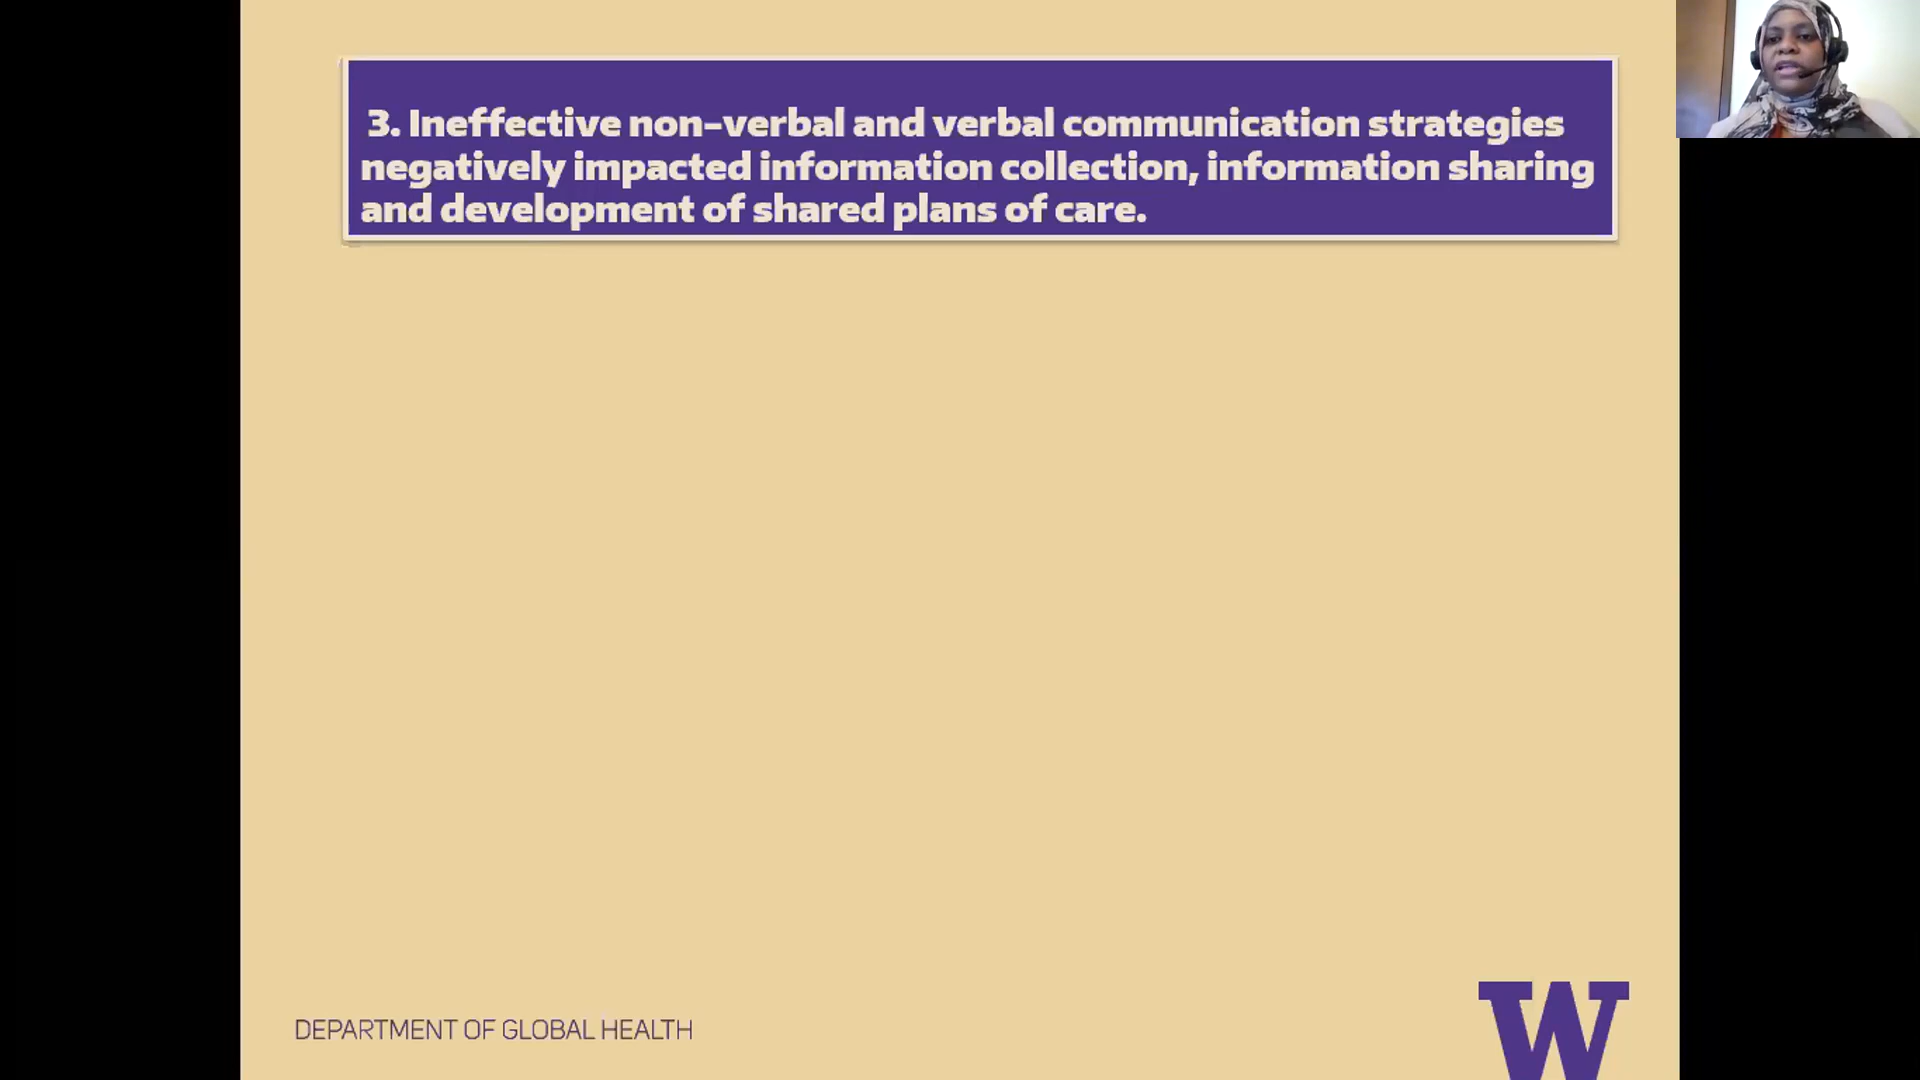 3. Ineffective non-verbal and verbal communication strategies
negatively impacted information collection, information sharing
and development of shared plans of care.
DEPARTMENT OF GLOBAL HEALTH
W